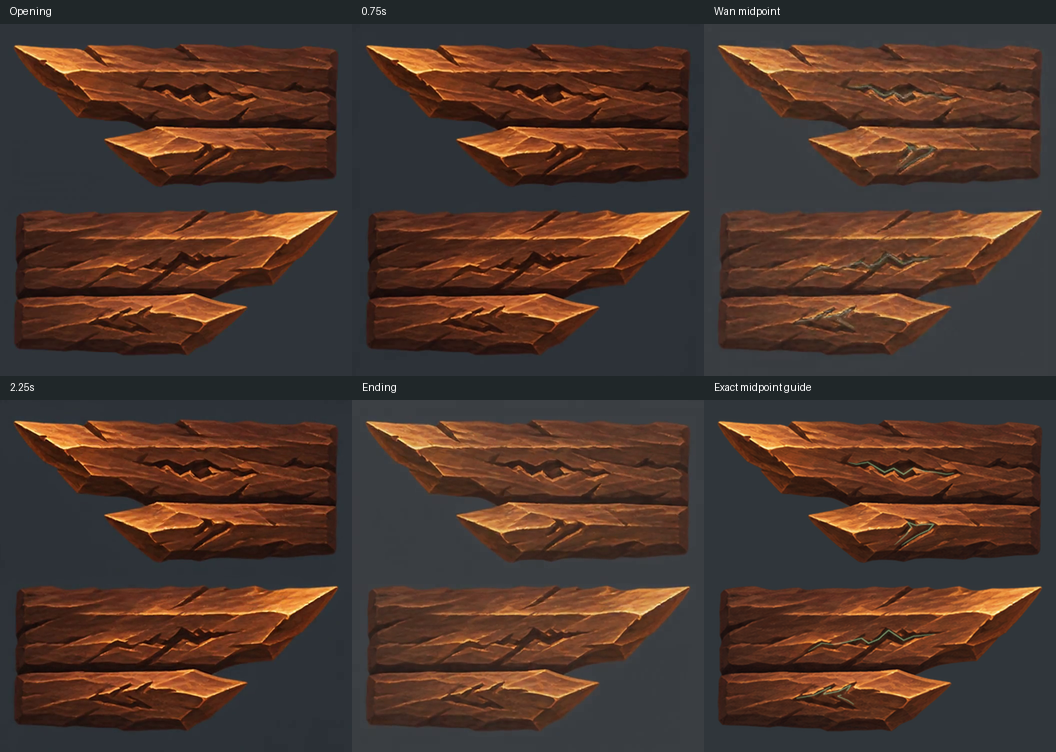 Opening
0.75s
Wan midpoint
2.25s
Ending
Exact midpoint guide